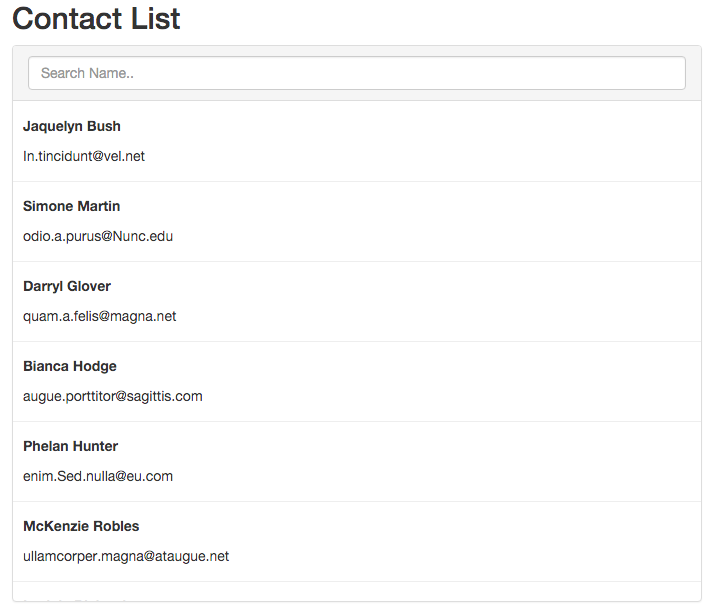 Contact List
Search Name..
Jaquelyn Bush
In.tincidunt@vel.net
Simone Martin
odio.a.purus@Nunc.edu
Darryl Glover
quam.a.felis@magna.net
Bianca Hodge
augue.porttitor@sagittis.com
Phelan Hunter
enim.Sed.nulla@eu.com
McKenzie Robles
ullamcorper.magna@ataugue.net